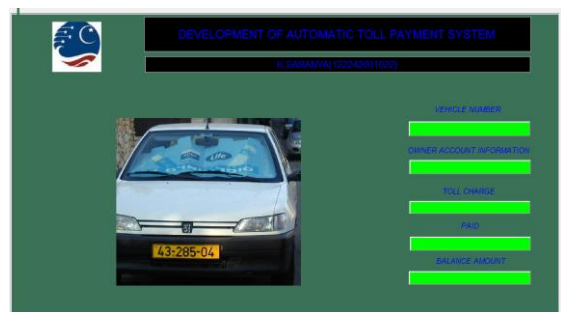 DEVELOPMENT OF AUTOMATIC TOLL PAYMENT SYSTEM
VEHICLE NUMBER
OWNER ACCOUNT INFORMATION
TOLL CHARGE
PAID
BALANCE AMOUNT
Life
43-285-04